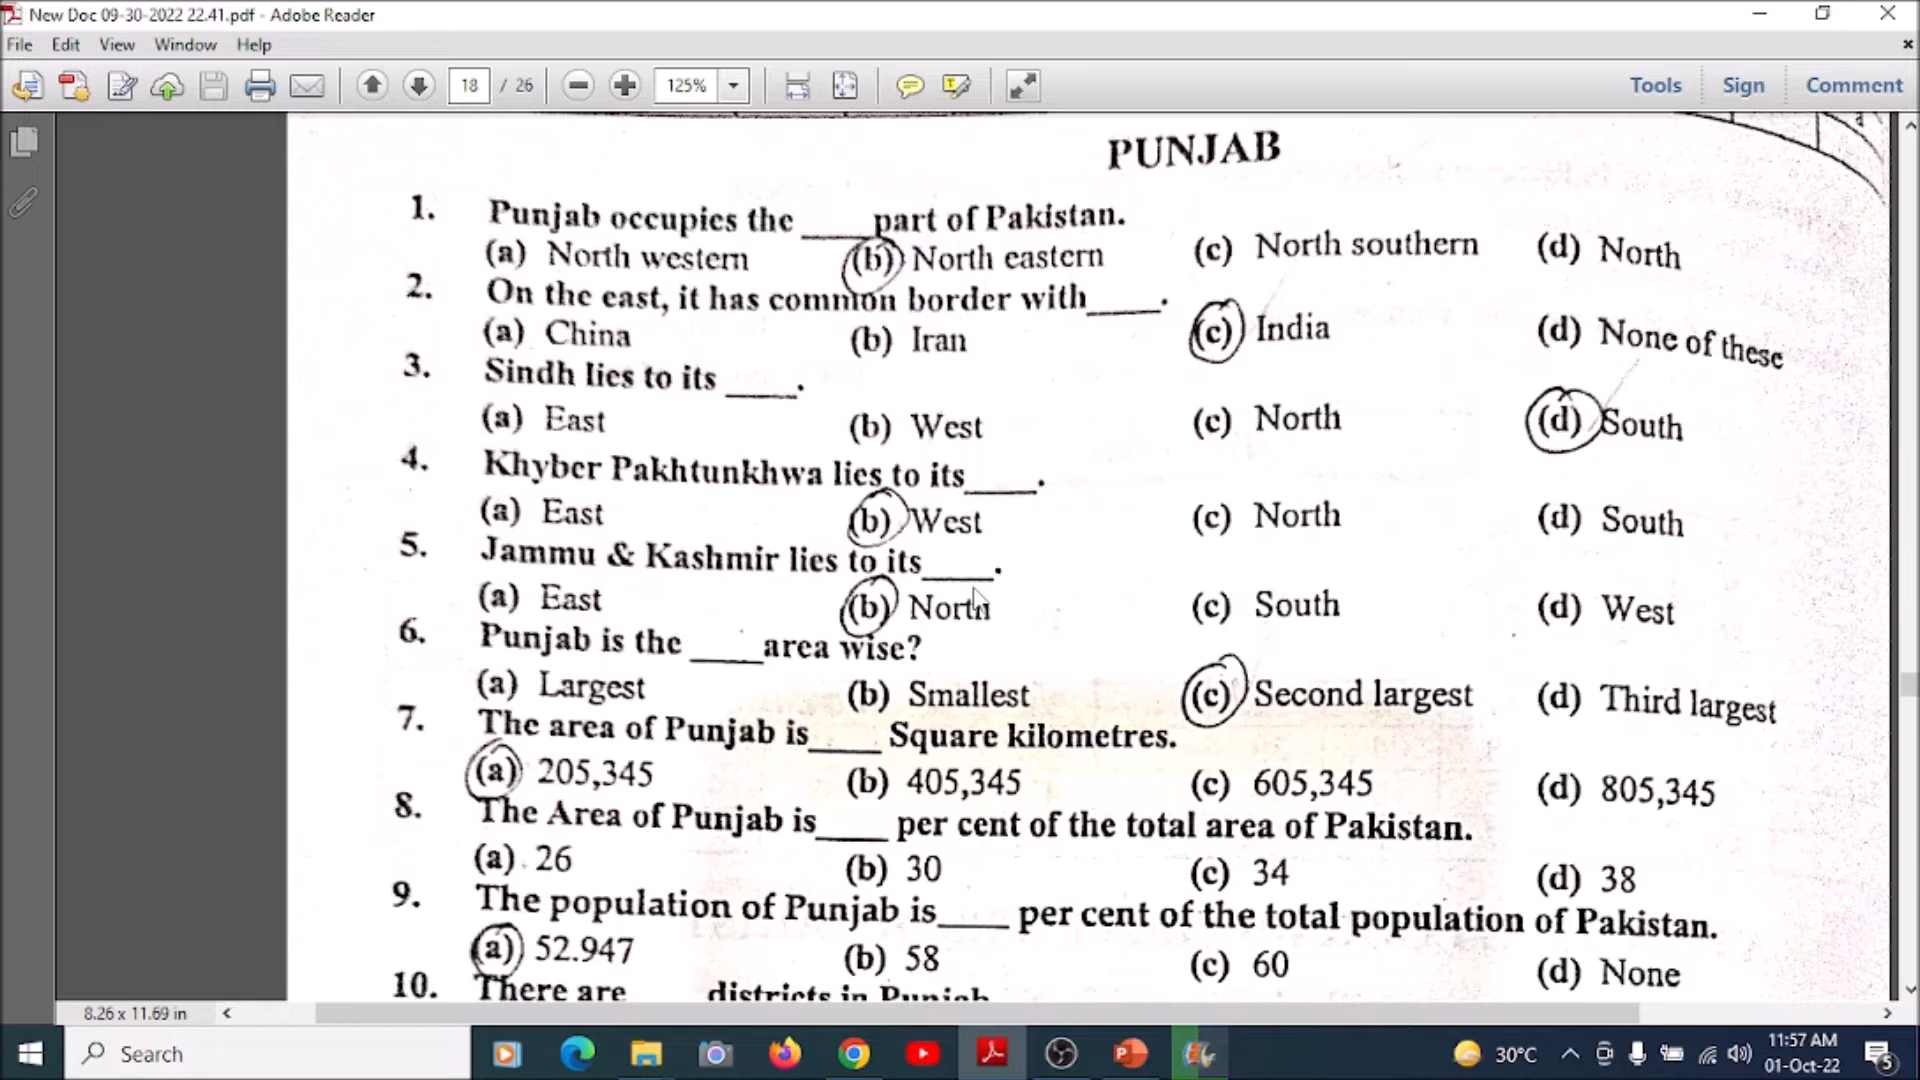 New Doc 09-30-2022 22.41.pdf - Adobe Reader
File Edit View Window Help
18 / 26 125% Tools Sign Comment
PUNJAB
1. Punjab occupies the ____ part of Pakistan.
(a) North western (b) North eastern (c) North southern (d) North
2. On the east, it has common border with____.
(a) China (b) Iran (c) India (d) None of these
3. Sindh lies to its ____.
(a) East (b) West (c) North (d) South
4. Khyber Pakhtunkhwa lies to its____.
(a) East (b) West (c) North (d) South
5. Jammu & Kashmir lies to its____.
(a) East (b) North (c) South (d) West
6. Punjab is the ____area wise?
(a) Largest (b) Smallest (c) Second largest (d) Third largest
7. The area of Punjab is____ Square kilometres.
(a) 205,345 (b) 405,345 (c) 605,345 (d) 805,345
8. The Area of Punjab is____ per cent of the total area of Pakistan.
(a) 26 (b) 30 (c) 34 (d) 38
9. The population of Punjab is____ per cent of the total population of Pakistan.
(a) 52.947 (b) 58 (c) 60 (d) None
10. There are ____ districts in Punjab
8.26 x 11.69 in
Search 30°C 11:57 AM
01-Oct-22 5